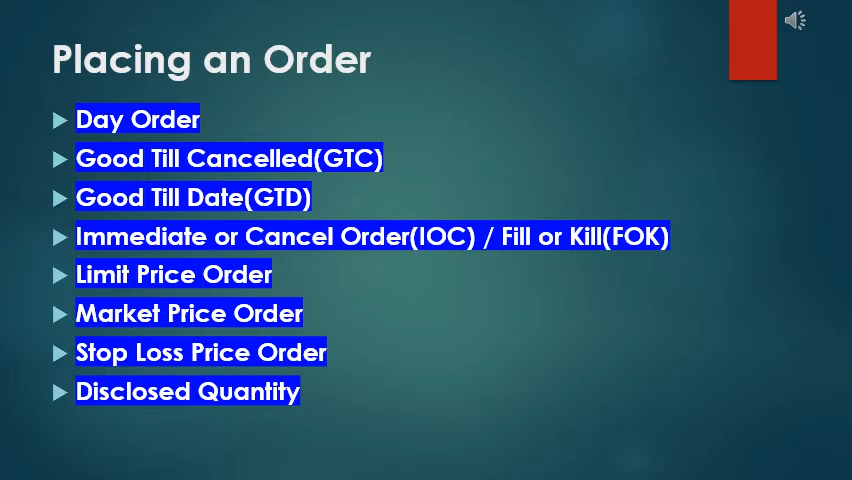 Placing an Order
Day Order
Good Till Cancelled(GTC)
Good Till Date(GTD)
Immediate or Cancel Order(IOC) / Fill or Kill(FOK)
Limit Price Order
Market Price Order
Stop Loss Price Order
Disclosed Quantity